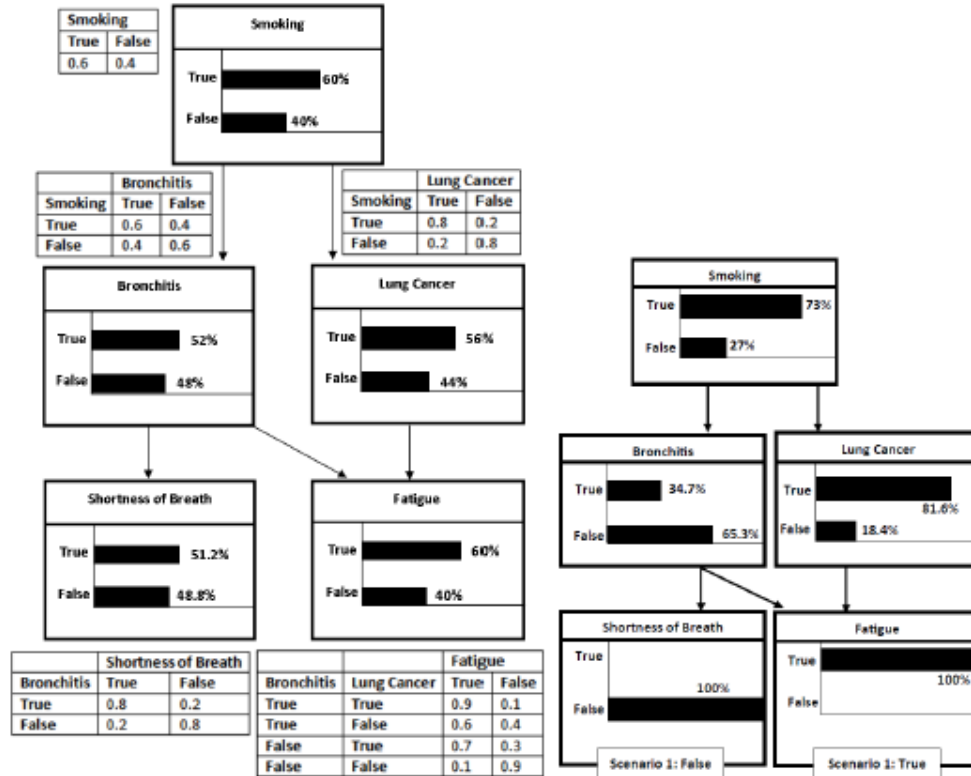 Smoking
True False
0.6 0.4
Smoking
True 60%
False 40%
Bronchitis
Smoking True False
True 0.6 0.4
False 0.4 0.6
Lung Cancer
Smoking True False
True 0.8 0.2
False 0.2 0.8
Bronchitis
True 52%
False 48%
Lung Cancer
True 56%
False 44%
Shortness of Breath
True 51.2%
False 48.8%
Fatigue
True 60%
False 40%
Shortness of Breath
Bronchitis True False
True 0.8 0.2
False 0.2 0.8
Fatigue
Bronchitis Lung Cancer True False
True True 0.9 0.1
True False 0.6 0.4
False True 0.7 0.3
False False 0.1 0.9
Smoking
True 73%
False 27%
Bronchitis
True 34.7%
False 65.3%
Lung Cancer
True
81.6%
False 18.4%
Shortness of Breath
True
100%
False
Scenario 1: False
Fatigue
True
100%
False
Scenario 1: True